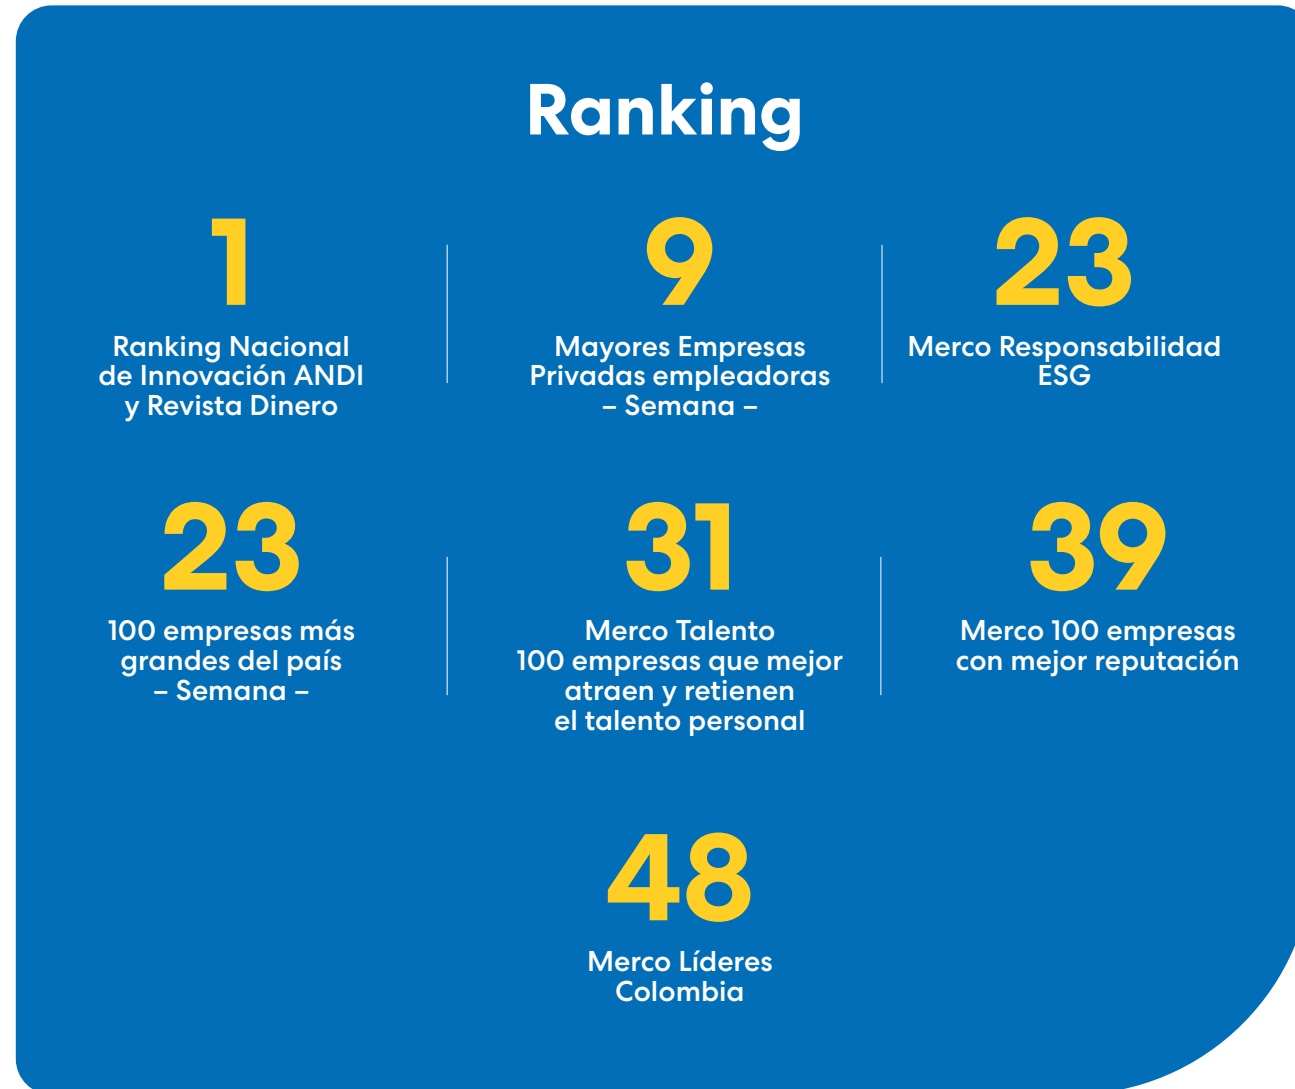 Ranking
1
Ranking Nacional
de Innovación ANDI
y Revista Dinero
9
Mayores Empresas
Privadas empleadoras
– Semana –
23
Merco Responsabilidad
ESG
23
100 empresas más
grandes del país
– Semana –
31
Merco Talento
100 empresas que mejor
atraen y retienen
el talento personal
39
Merco 100 empresas
con mejor reputación
48
Merco Líderes
Colombia